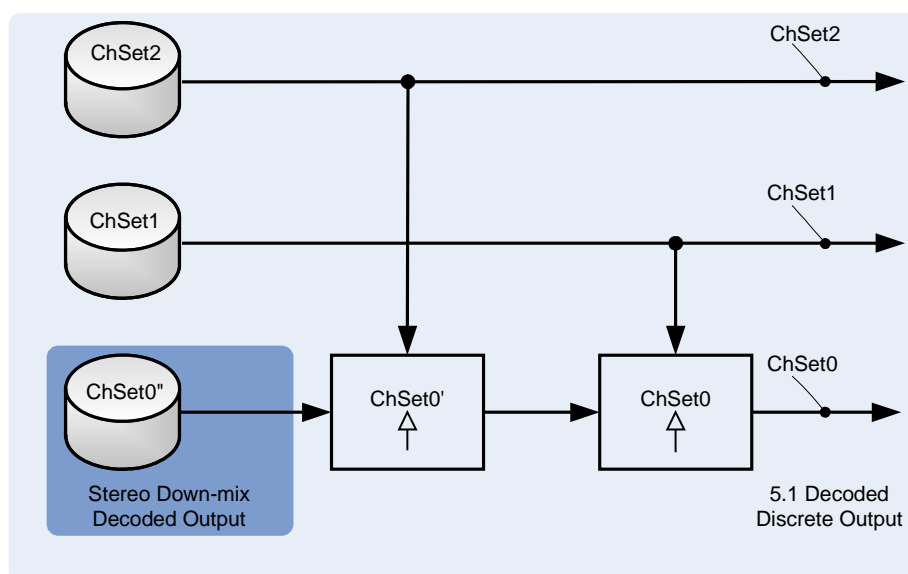 ChSet2
ChSet2
ChSet1
ChSet1
ChSet0"
ChSet0'
ChSet0
ChSet0
Stereo Down-mix
Decoded Output
5.1 Decoded
Discrete Output